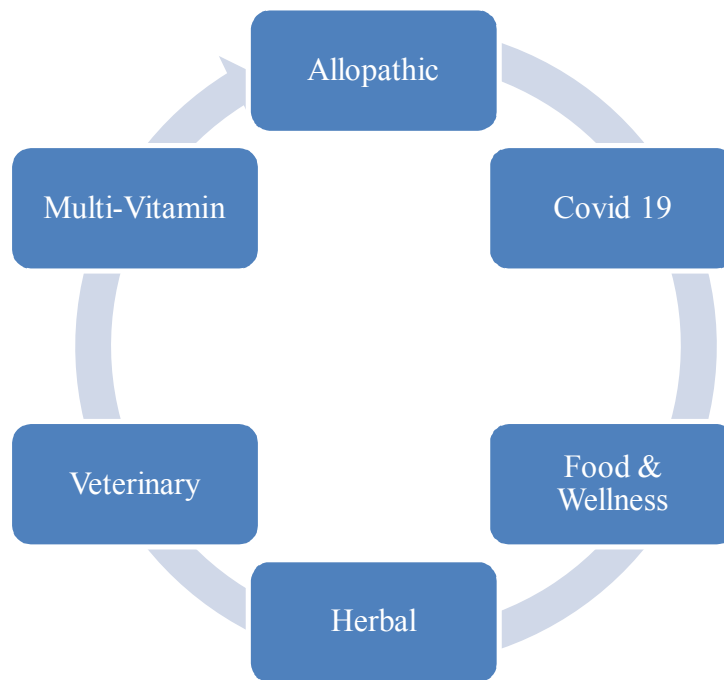 Allopathic
Covid 19
Food &
Wellness
Herbal
Veterinary
Multi-Vitamin